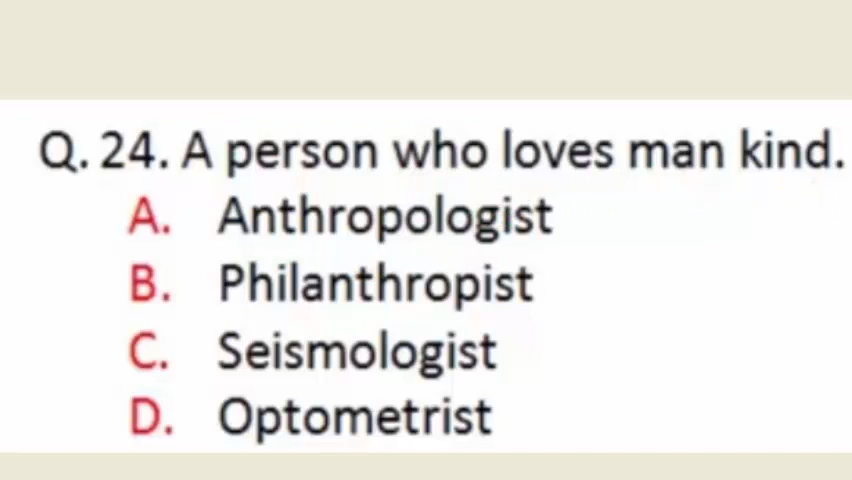 Q. 24. A person who loves man kind.
A. Anthropologist
B. Philanthropist
C. Seismologist
D. Optometrist